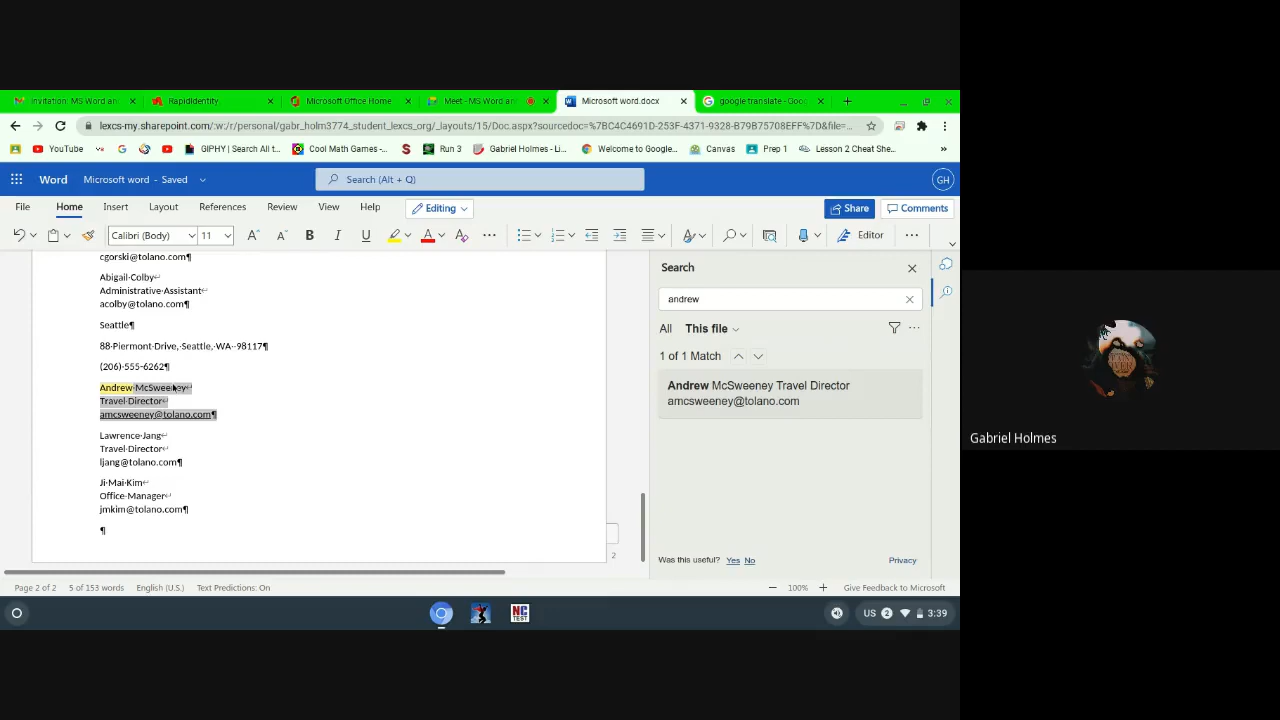 Invitation: MS Word an
RapidIdentity
Microsoft Office Home
Meet - MS Word an
Microsoft word.docx
google translate - Goo
lexcs-my.sharepoint.com/:w:/r/personal/gabr_holm3774_student_lexcs_org/_layouts/15/Doc.aspx?sourcedoc=%7BC4C4691D-253F-4371-9328-B79B75708EFF%7D&file=...
YouTube
GIPHY | Search All t...
Cool Math Games -...
Run 3
Gabriel Holmes - Li...
Welcome to Google...
Canvas
Prep 1
Lesson 2 Cheat She...
Word
Microsoft word - Saved
Search (Alt + Q)
GH
File
Home
Insert
Layout
References
Review
View
Help
Editing
Share
Comments
Calibri (Body)
11
Editor
cgorski@tolano.com¶
Abigail·Colby
Administrative·Assistant
acolby@tolano.com¶
Seattle¶
88·Piermont·Drive,·Seattle,·WA··98117¶
(206)·555-6262¶
Andrew·McSweeney
Travel·Director
amcsweeney@tolano.com¶
Lawrence·Jang
Travel·Director
ljang@tolano.com¶
Ji·Mai·Kim
Office·Manager
jmkim@tolano.com¶
¶
2
Search
andrew
All
This file
1 of 1 Match
Andrew McSweeney Travel Director
amcsweeney@tolano.com
Was this useful? Yes No
Privacy
Page 2 of 2
5 of 153 words
English (U.S.)
Text Predictions: On
100%
Give Feedback to Microsoft
NC
TEST
US
2
3:39
Gabriel Holmes